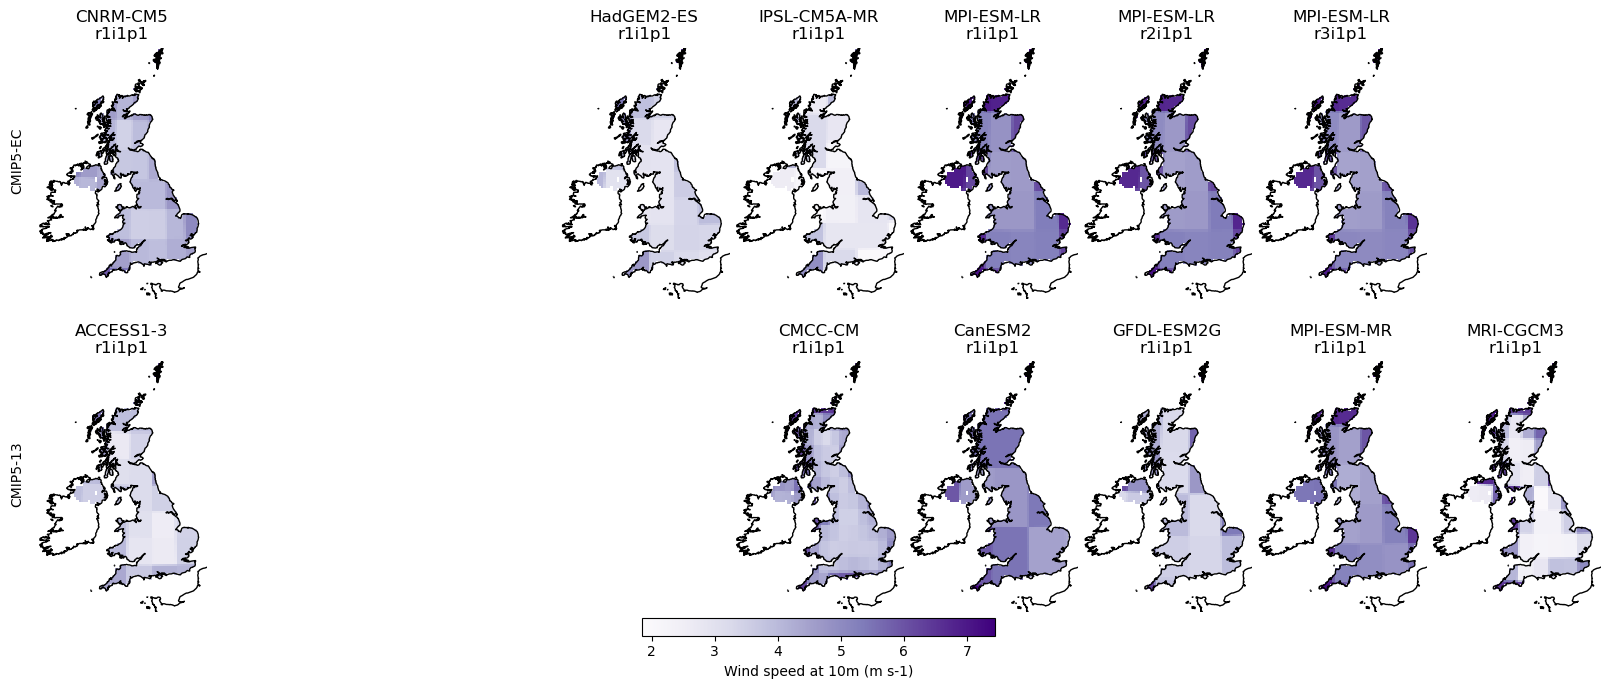 CNRM-CM5
r1i1p1
HadGEM2-ES
r1i1p1
IPSL-CM5A-MR
r1i1p1
MPI-ESM-LR
r1i1p1
MPI-ESM-LR
r2i1p1
MPI-ESM-LR
r3i1p1
CMIP5-EC
ACCESS1-3
r1i1p1
CMCC-CM
r1i1p1
CanESM2
r1i1p1
GFDL-ESM2G
r1i1p1
MPI-ESM-MR
r1i1p1
MRI-CGCM3
r1i1p1
CMIP5-13
2 3 4 5 6 7
Wind speed at 10m (m s-1)